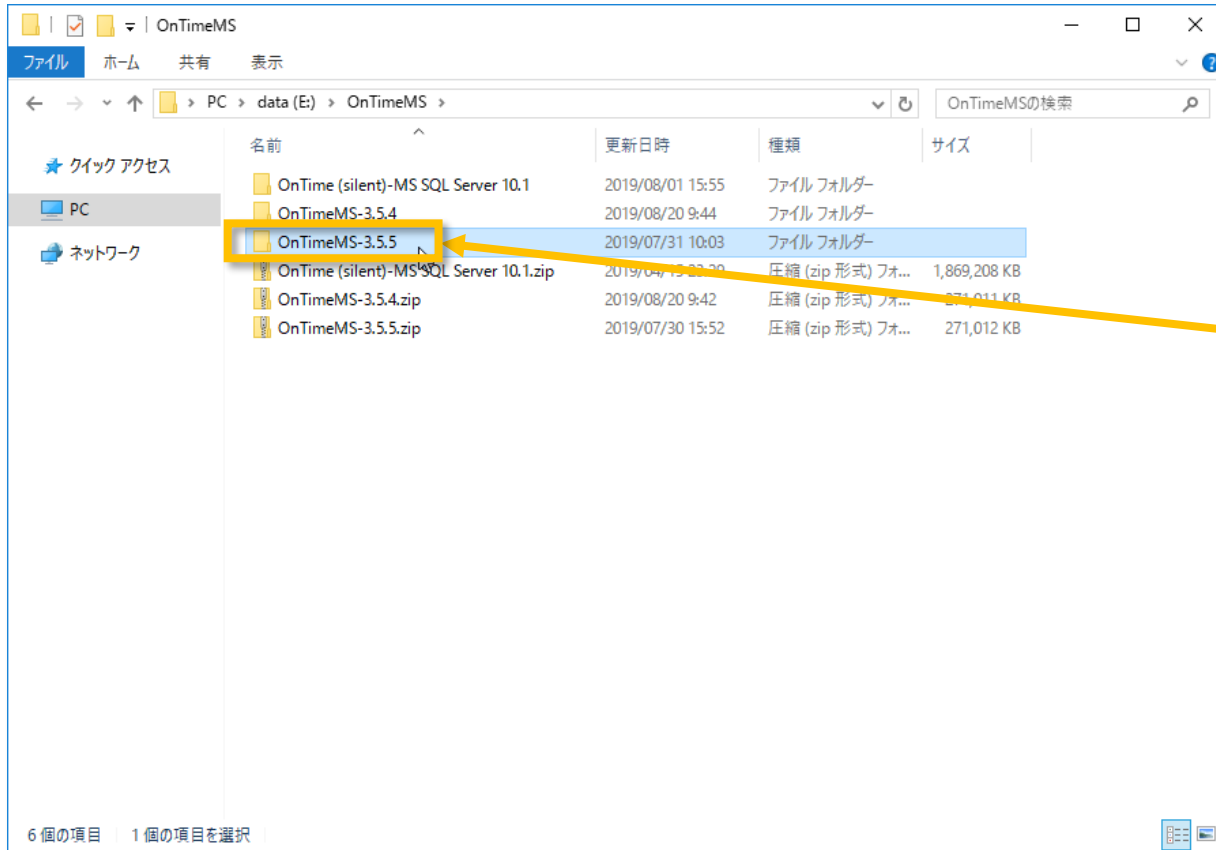 OnTimeMS
ファイル ホーム 共有 表示
PC > data (E:) > OnTimeMS > OnTimeMSの検索
名前 更新日時 種類 サイズ
クイック アクセス
PC
ネットワーク
OnTime (silent)-MS SQL Server 10.1 2019/08/01 15:55 ファイル フォルダー
OnTimeMS-3.5.4 2019/08/20 9:44 ファイル フォルダー
OnTimeMS-3.5.5 2019/07/31 10:03 ファイル フォルダー
OnTime (silent)-MS SQL Server 10.1.zip 圧縮 (zip 形式) フォ... 1,869,208 KB
OnTimeMS-3.5.4.zip 2019/08/20 9:42 圧縮 (zip 形式) フォ... 271,011 KB
OnTimeMS-3.5.5.zip 2019/07/30 15:52 圧縮 (zip 形式) フォ... 271,012 KB
6 個の項目 1 個の項目を選択